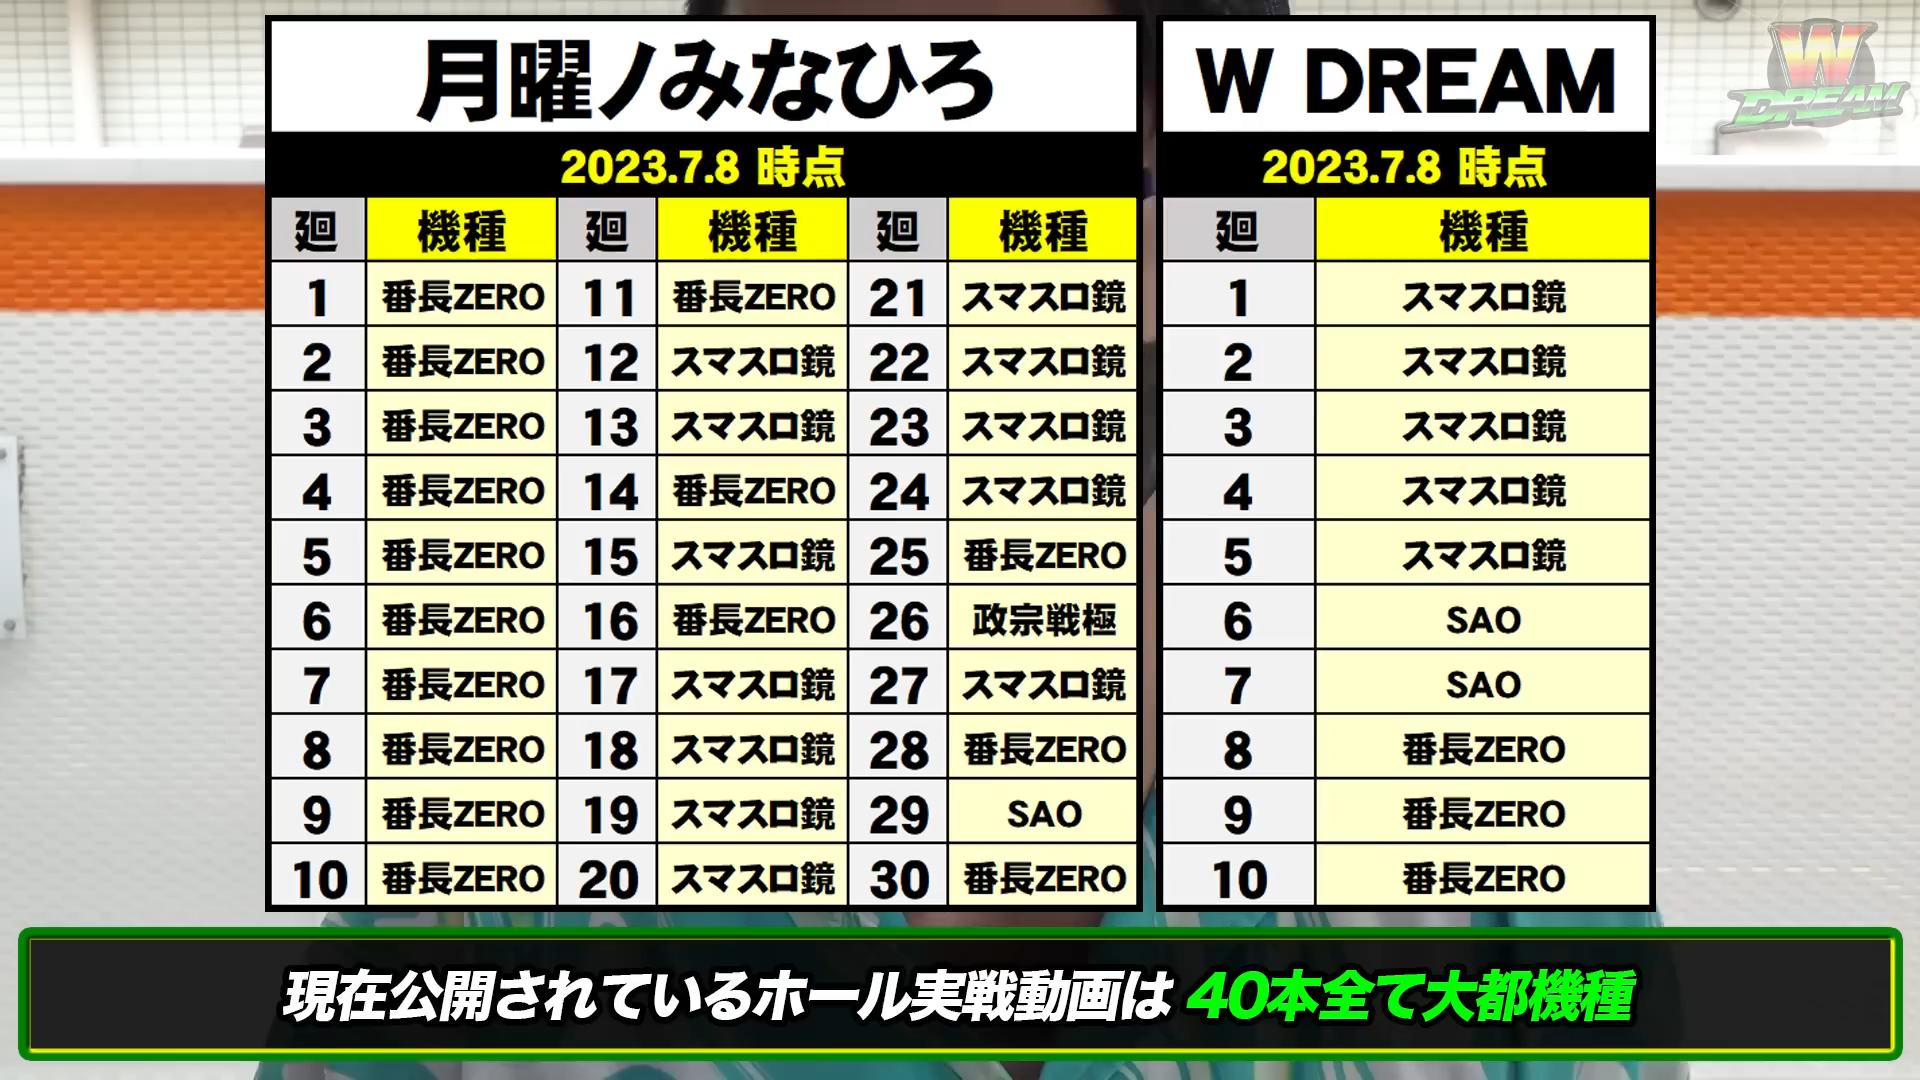 月曜ノみなひろ
2023.7.8 時点
廻 機種 廻 機種 廻 機種
1 番長ZERO 11 番長ZERO 21 スマスロ鏡
2 番長ZERO 12 スマスロ鏡 22 スマスロ鏡
3 番長ZERO 13 スマスロ鏡 23 スマスロ鏡
4 番長ZERO 14 番長ZERO 24 スマスロ鏡
5 番長ZERO 15 スマスロ鏡 25 番長ZERO
6 番長ZERO 16 番長ZERO 26 政宗戦極
7 番長ZERO 17 スマスロ鏡 27 スマスロ鏡
8 番長ZERO 18 スマスロ鏡 28 番長ZERO
9 番長ZERO 19 スマスロ鏡 29 SAO
10 番長ZERO 20 スマスロ鏡 30 番長ZERO
W DREAM
2023.7.8 時点
廻 機種
1 スマスロ鏡
2 スマスロ鏡
3 スマスロ鏡
4 スマスロ鏡
5 スマスロ鏡
6 SAO
7 SAO
8 番長ZERO
9 番長ZERO
10 番長ZERO
W
DREAM
現在公開されているホール実戦動画は 40本全て大都機種